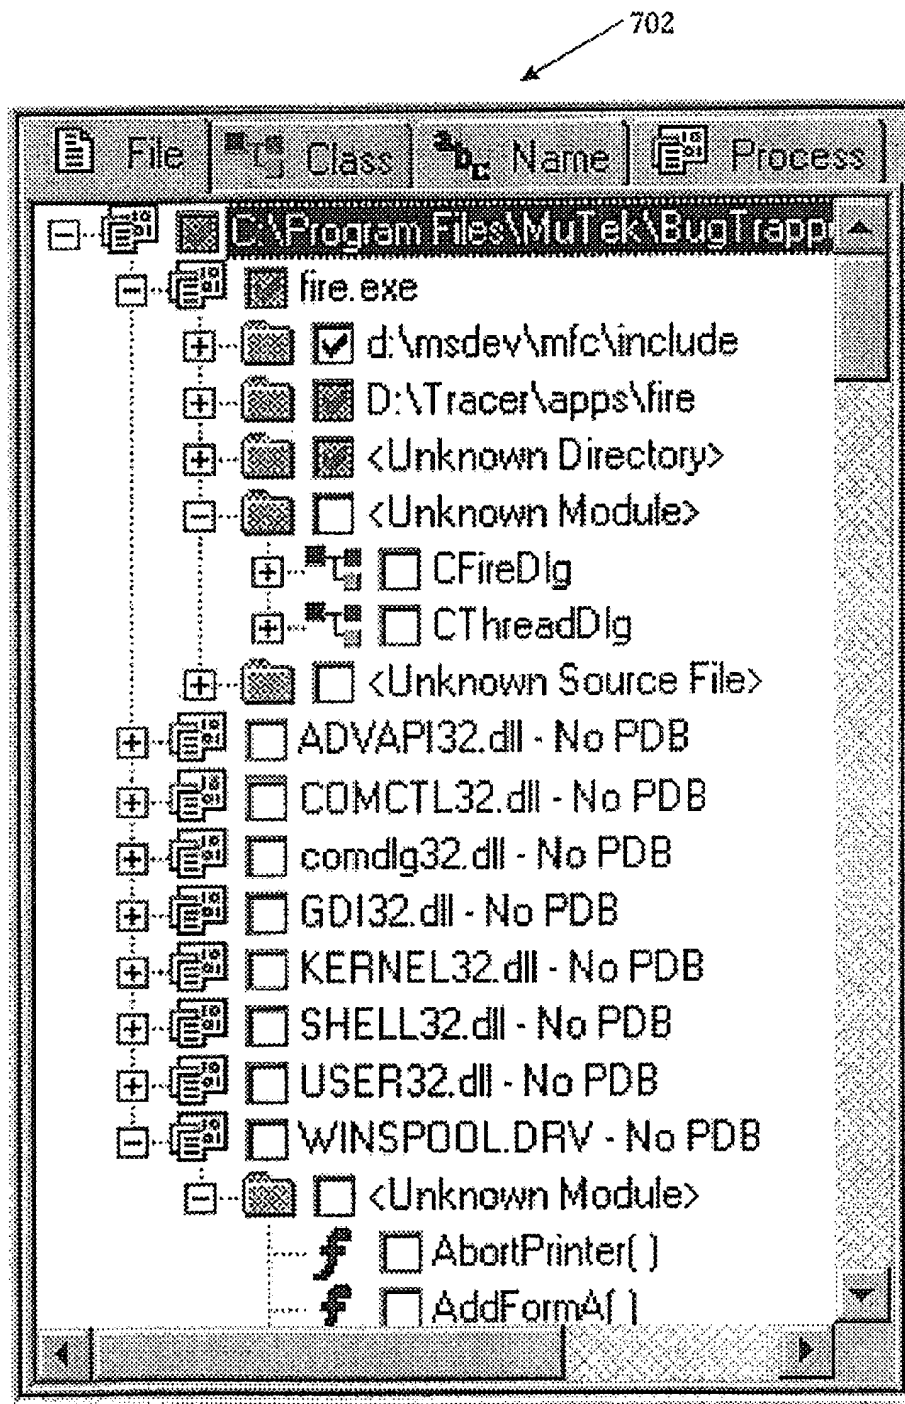 702
File Class Name Process
C:\Program Files\MuTek\BugTrapp
fire.exe
d:\msdev\mfc\include
D:\Tracer\apps\fire
<Unknown Directory>
<Unknown Module>
CFireDlg
CThreadDlg
<Unknown Source File>
ADVAPI32.dll - No PDB
COMCTL32.dll - No PDB
comdlg32.dll - No PDB
GDI32.dll - No PDB
KERNEL32.dll - No PDB
SHELL32.dll - No PDB
USER32.dll - No PDB
WINSPOOL.DRV - No PDB
<Unknown Module>
AbortPrinter( )
AddFormA( )